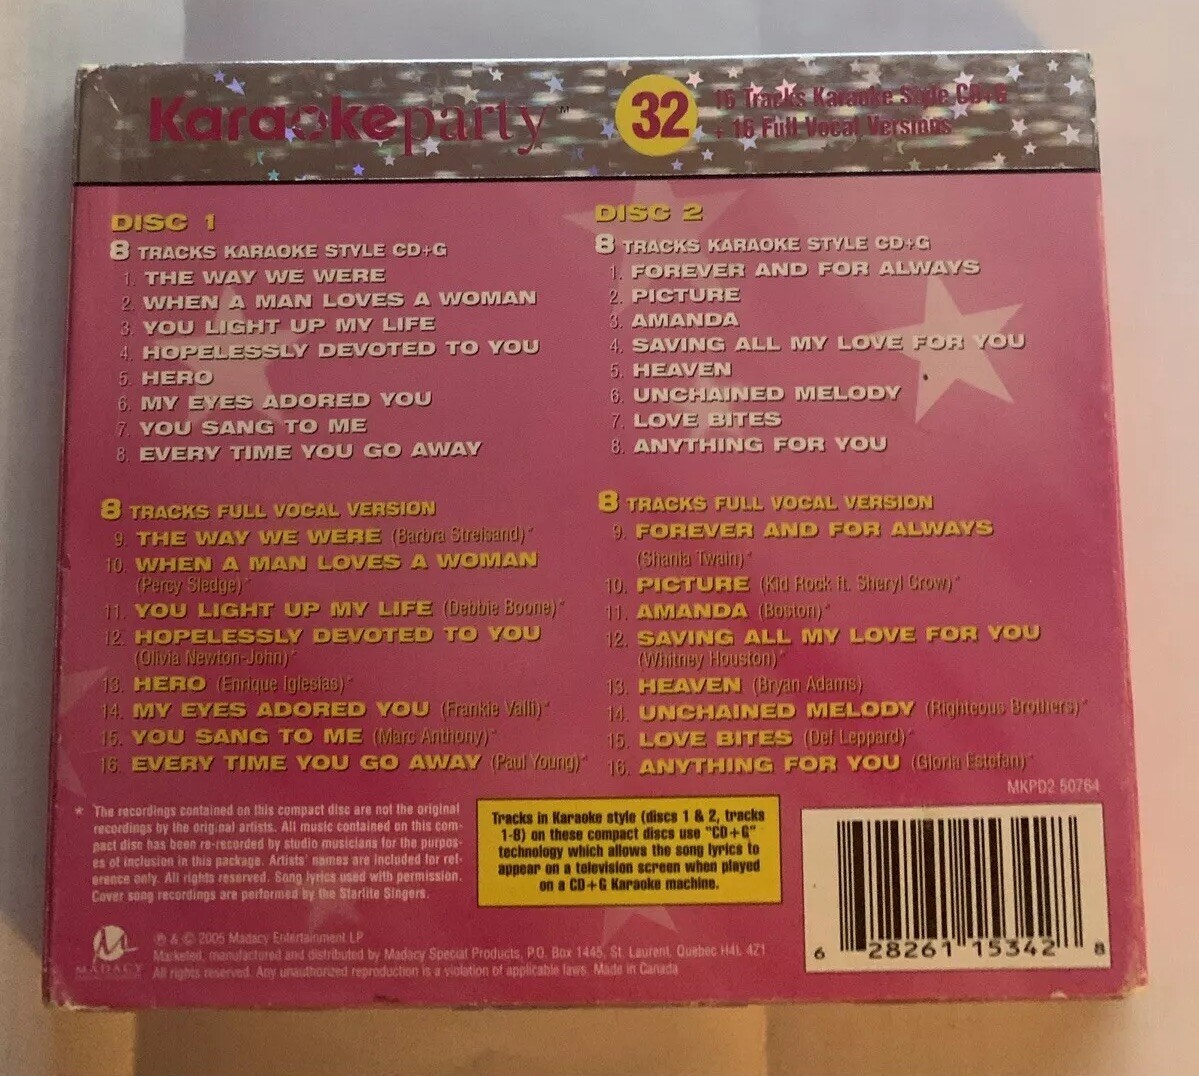 Karaoke party™ 32 16 Tracks Karaoke Style CD+G
+ 16 Full Vocal Versions
DISC 1
8 TRACKS KARAOKE STYLE CD+G
1. THE WAY WE WERE
2. WHEN A MAN LOVES A WOMAN
3. YOU LIGHT UP MY LIFE
4. HOPELESSLY DEVOTED TO YOU
5. HERO
6. MY EYES ADORED YOU
7. YOU SANG TO ME
8. EVERY TIME YOU GO AWAY
8 TRACKS FULL VOCAL VERSION
9. THE WAY WE WERE (Barbra Streisand)*
10. WHEN A MAN LOVES A WOMAN
(Percy Sledge)*
11. YOU LIGHT UP MY LIFE (Debbie Boone)*
12. HOPELESSLY DEVOTED TO YOU
(Olivia Newton-John)*
13. HERO (Enrique Iglesias)*
14. MY EYES ADORED YOU (Frankie Valli)*
15. YOU SANG TO ME (Marc Anthony)*
16. EVERY TIME YOU GO AWAY (Paul Young)*
DISC 2
8 TRACKS KARAOKE STYLE CD+G
1. FOREVER AND FOR ALWAYS
2. PICTURE
3. AMANDA
4. SAVING ALL MY LOVE FOR YOU
5. HEAVEN
6. UNCHAINED MELODY
7. LOVE BITES
8. ANYTHING FOR YOU
8 TRACKS FULL VOCAL VERSION
9. FOREVER AND FOR ALWAYS
(Shania Twain)*
10. PICTURE (Kid Rock ft. Sheryl Crow)*
11. AMANDA (Boston)*
12. SAVING ALL MY LOVE FOR YOU
(Whitney Houston)*
13. HEAVEN (Bryan Adams)
14. UNCHAINED MELODY (Righteous Brothers)*
15. LOVE BITES (Def Leppard)*
16. ANYTHING FOR YOU (Gloria Estefan)*
MKPD2 50764
* The recordings contained on this compact disc are not the original
recordings by the original artists. All music contained on this com-
pact disc has been re-recorded by studio musicians for the purpos-
es of inclusion in this package. Artists' names are included for ref-
erence only. All rights reserved. Song lyrics used with permission.
Cover song recordings are performed by the Starlite Singers.
Tracks in Karaoke style (discs 1 & 2, tracks
1-8) on these compact discs use "CD+G"
technology which allows the song lyrics to
appear on a television screen when played
on a CD+G Karaoke machine.
MADACY
℗ & © 2005 Madacy Entertainment LP
Marketed, manufactured and distributed by Madacy Special Products, P.O. Box 1445, St. Laurent, Quebec H4L 4Z1
All rights reserved. Any unauthorized reproduction is a violation of applicable laws. Made in Canada
6 28261 15342 8